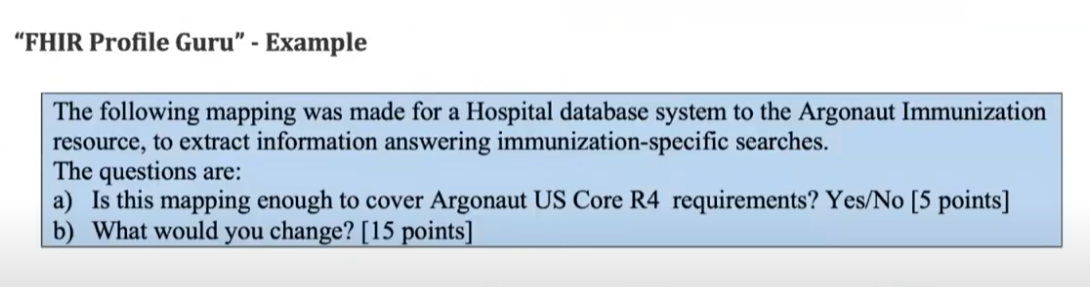 “FHIR Profile Guru” - Example
The following mapping was made for a Hospital database system to the Argonaut Immunization
resource, to extract information answering immunization-specific searches.
The questions are:
a) Is this mapping enough to cover Argonaut US Core R4 requirements? Yes/No [5 points]
b) What would you change? [15 points]